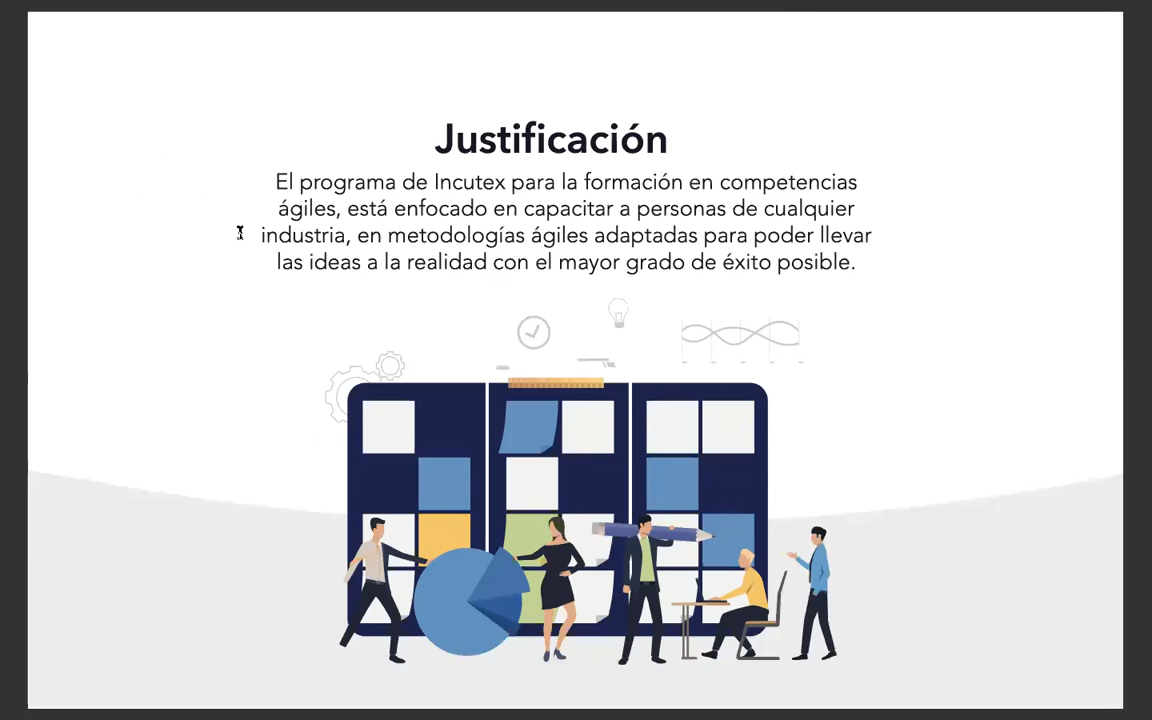 Justificación
El programa de Incutex para la formación en competencias
ágiles, está enfocado en capacitar a personas de cualquier
industria, en metodologías ágiles adaptadas para poder llevar
las ideas a la realidad con el mayor grado de éxito posible.